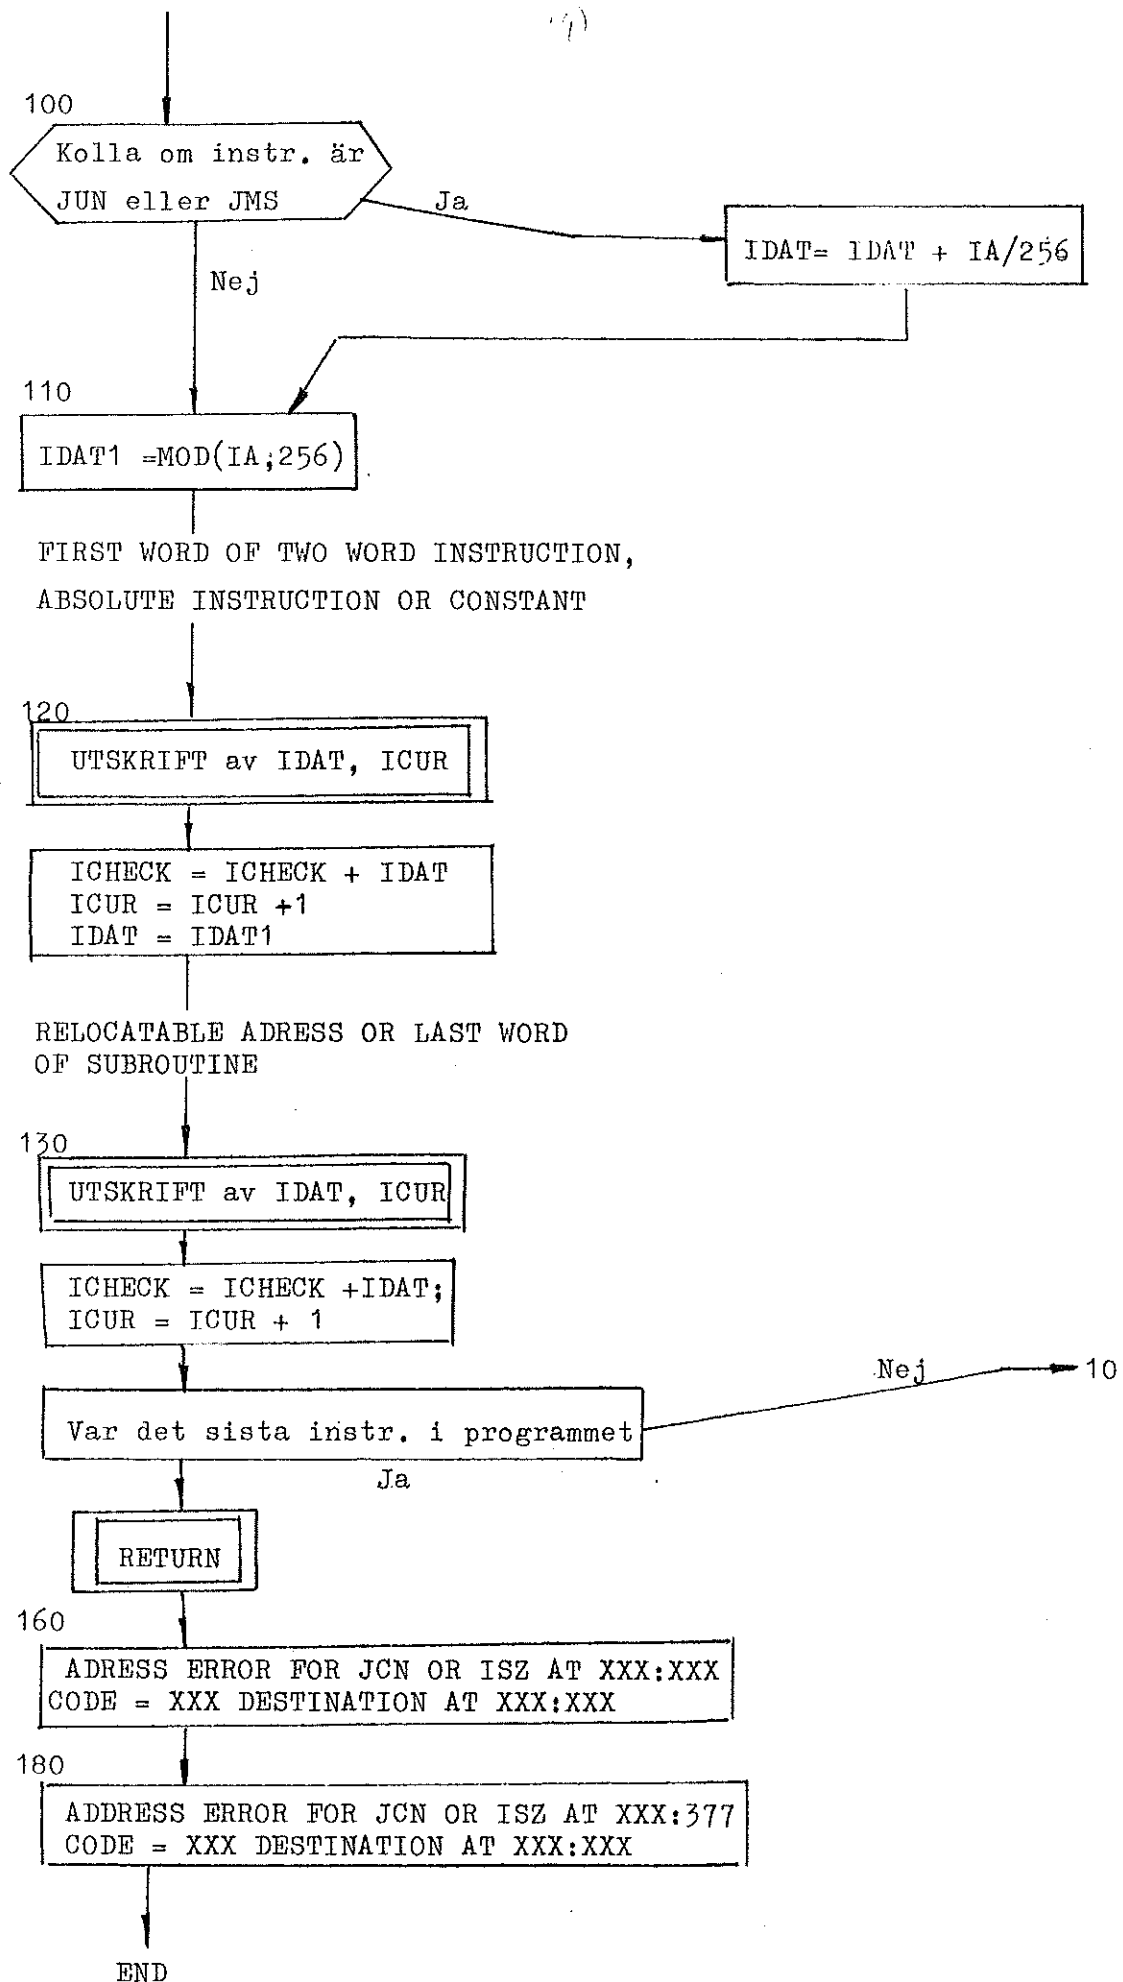 100
Kolla om instr. är
JUN eller JMS
Ja
IDAT= IDAT + IA/256
Nej
110
IDAT1 =MOD(IA;256)
FIRST WORD OF TWO WORD INSTRUCTION,
ABSOLUTE INSTRUCTION OR CONSTANT
120
UTSKRIFT av IDAT, ICUR
ICHECK = ICHECK + IDAT
ICUR = ICUR +1
IDAT = IDAT1
RELOCATABLE ADRESS OR LAST WORD
OF SUBROUTINE
130
UTSKRIFT av IDAT, ICUR
ICHECK = ICHECK +IDAT;
ICUR = ICUR + 1
Nej
10
Var det sista instr. i programmet
Ja
RETURN
160
ADRESS ERROR FOR JCN OR ISZ AT XXX:XXX
CODE = XXX DESTINATION AT XXX:XXX
180
ADDRESS ERROR FOR JCN OR ISZ AT XXX:377
CODE = XXX DESTINATION AT XXX:XXX
END